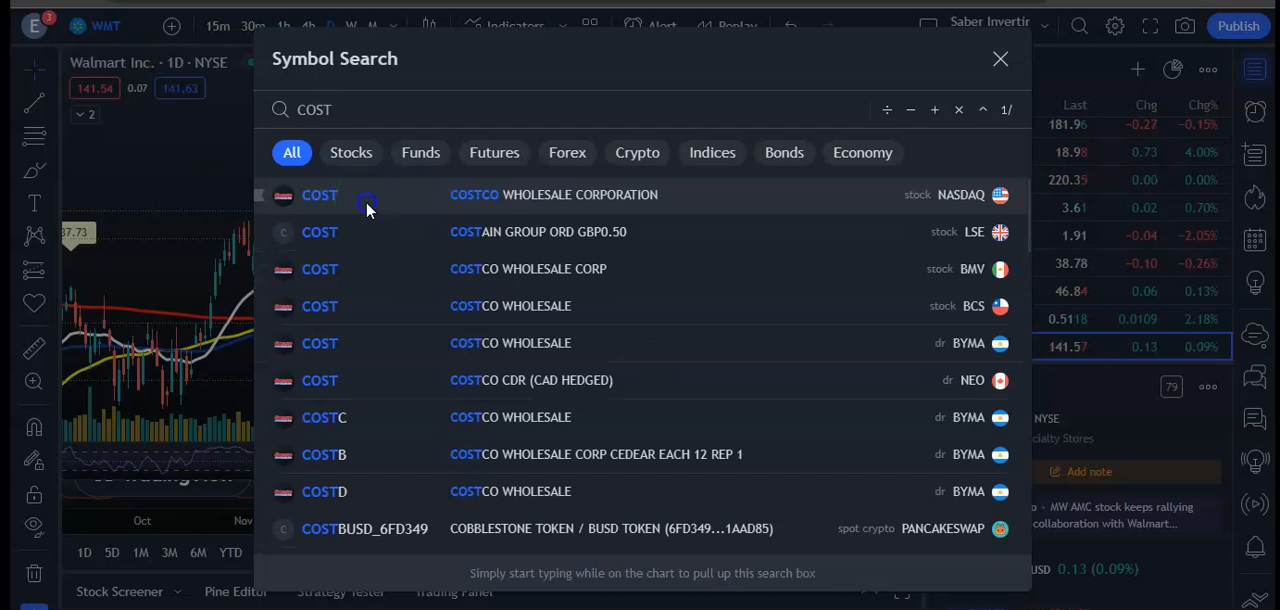 E 3 WMT 15m 30m 1h 4h D W M Indicators Alert Replay Saber Invertir Publish
Walmart Inc. · 1D · NYSE
141.54 0.07 141.63
2
Symbol Search
COST ÷ − + × ^ 1/
All Stocks Funds Futures Forex Crypto Indices Bonds Economy
COST COSTCO WHOLESALE CORPORATION stock NASDAQ
C COST COSTAIN GROUP ORD GBP0.50 stock LSE
COST COSTCO WHOLESALE CORP stock BMV
COST COSTCO WHOLESALE stock BCS
COST COSTCO WHOLESALE dr BYMA
COST COSTCO CDR (CAD HEDGED) dr NEO
COSTC COSTCO WHOLESALE dr BYMA
COSTB COSTCO WHOLESALE CORP CEDEAR EACH 12 REP 1 dr BYMA
COSTD COSTCO WHOLESALE dr BYMA
C COSTBUSD_6FD349 COBBLESTONE TOKEN / BUSD TOKEN (6FD349...1AAD85) spot crypto PANCAKESWAP
Simply start typing while on the chart to pull up this search box
Last Chg Chg%
181.96 −0.27 −0.15%
18.98 0.73 4.00%
220.35 0.00 0.00%
3.61 0.02 0.70%
1.91 −0.04 −2.05%
38.78 −0.10 −0.26%
46.84 0.06 0.13%
0.5118 0.0109 2.18%
141.57 0.13 0.09%
79
NYSE
cialty Stores
Add note
· MW AMC stock keeps rallying
collaboration with Walmart...
USD 0.13 (0.09%)
37.73
Oct Nov
1D 5D 1M 3M 6M YTD
Stock Screener Pine Editor Strategy Tester Trading Panel